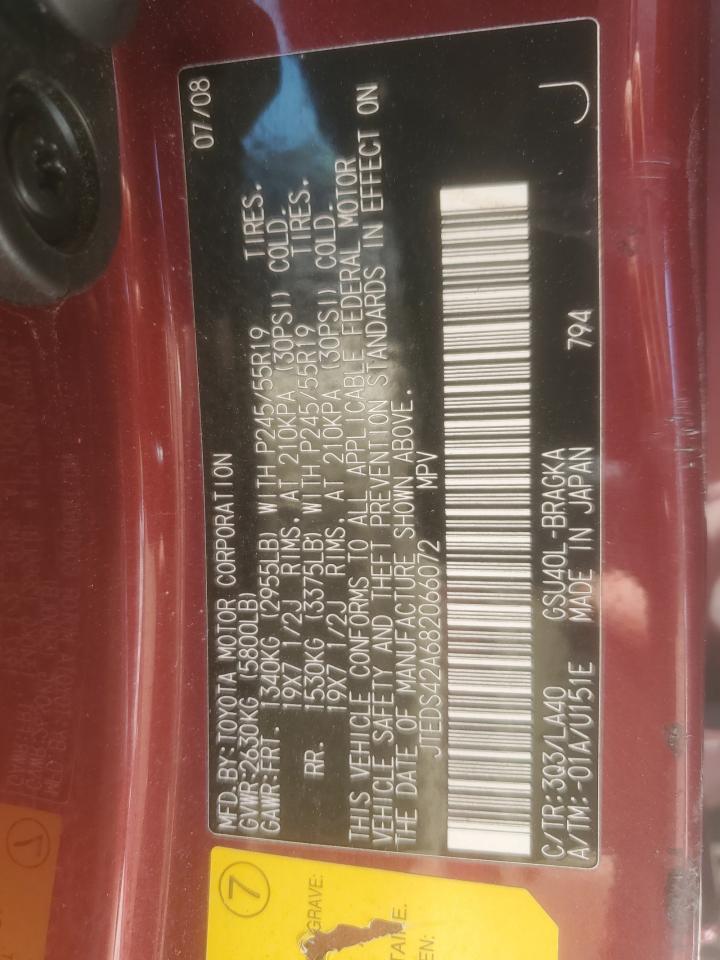 MFD.BY:TOYOTA MOTOR CORPORATION 07/08
GVWR:2630KG (5800LB)
GAWR:FRT. 1340KG (2955LB) WITH P245/55R19 TIRES,
19X7 1/2J RIMS, AT 210KPA (30PSI) COLD.
RR. 1530KG (3375LB) WITH P245/55R19 TIRES,
19X7 1/2J RIMS, AT 210KPA (30PSI) COLD.
THIS VEHICLE CONFORMS TO ALL APPLICABLE FEDERAL MOTOR
VEHICLE SAFETY AND THEFT PREVENTION STANDARDS IN EFFECT ON
THE DATE OF MANUFACTURE SHOWN ABOVE.
JTEDS42A682066072 MPV
C/TR:3Q3/LA40 GSU40L-BRAGKA
A/TM:-01A/U151E MADE IN JAPAN 794 J
7
GRAVE:
TAINE.
EN: